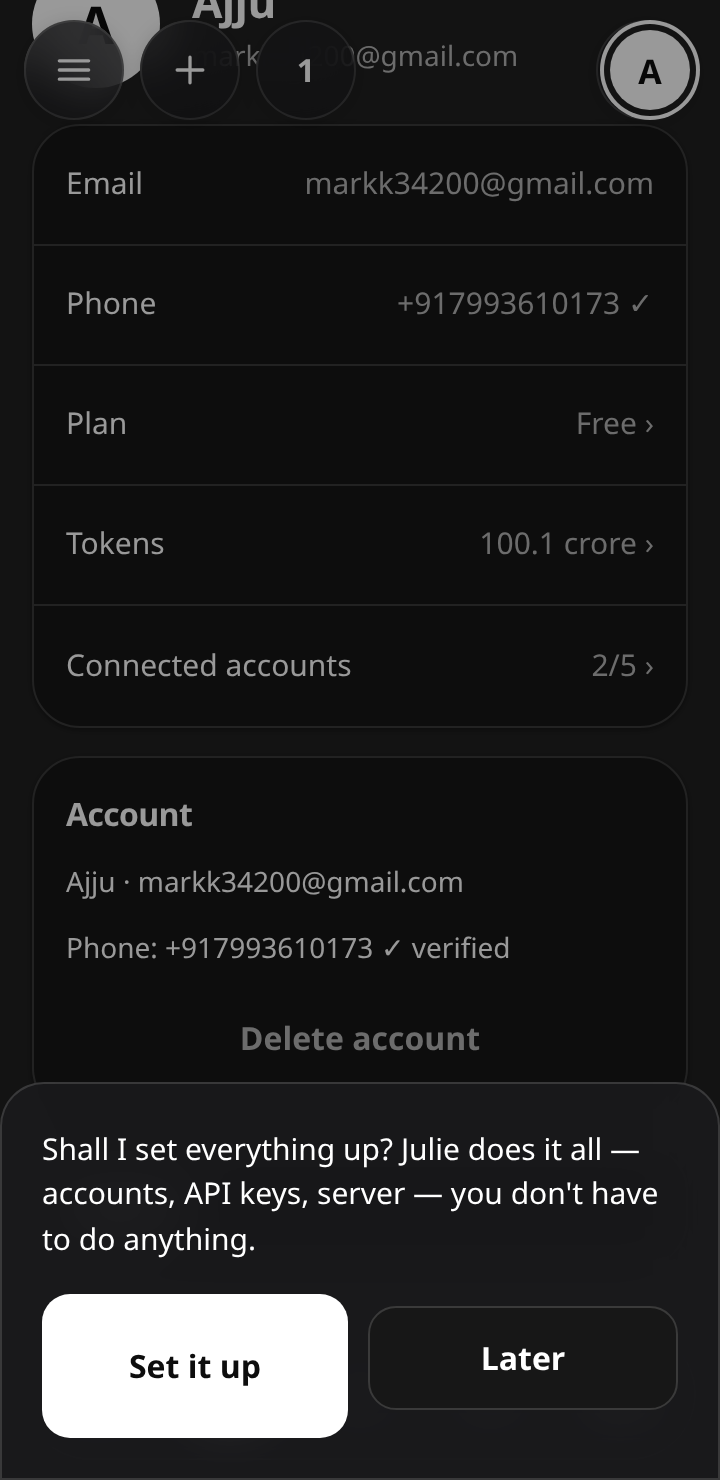 Ajju
mark 00@gmail.com
1
A
A
Email markk34200@gmail.com
Phone +917993610173 ✓
Plan Free ›
Tokens 100.1 crore ›
Connected accounts 2/5 ›
Account
Ajju · markk34200@gmail.com
Phone: +917993610173 ✓ verified
Delete account
Shall I set everything up? Julie does it all —
accounts, API keys, server — you don't have
to do anything.
Set it up
Later